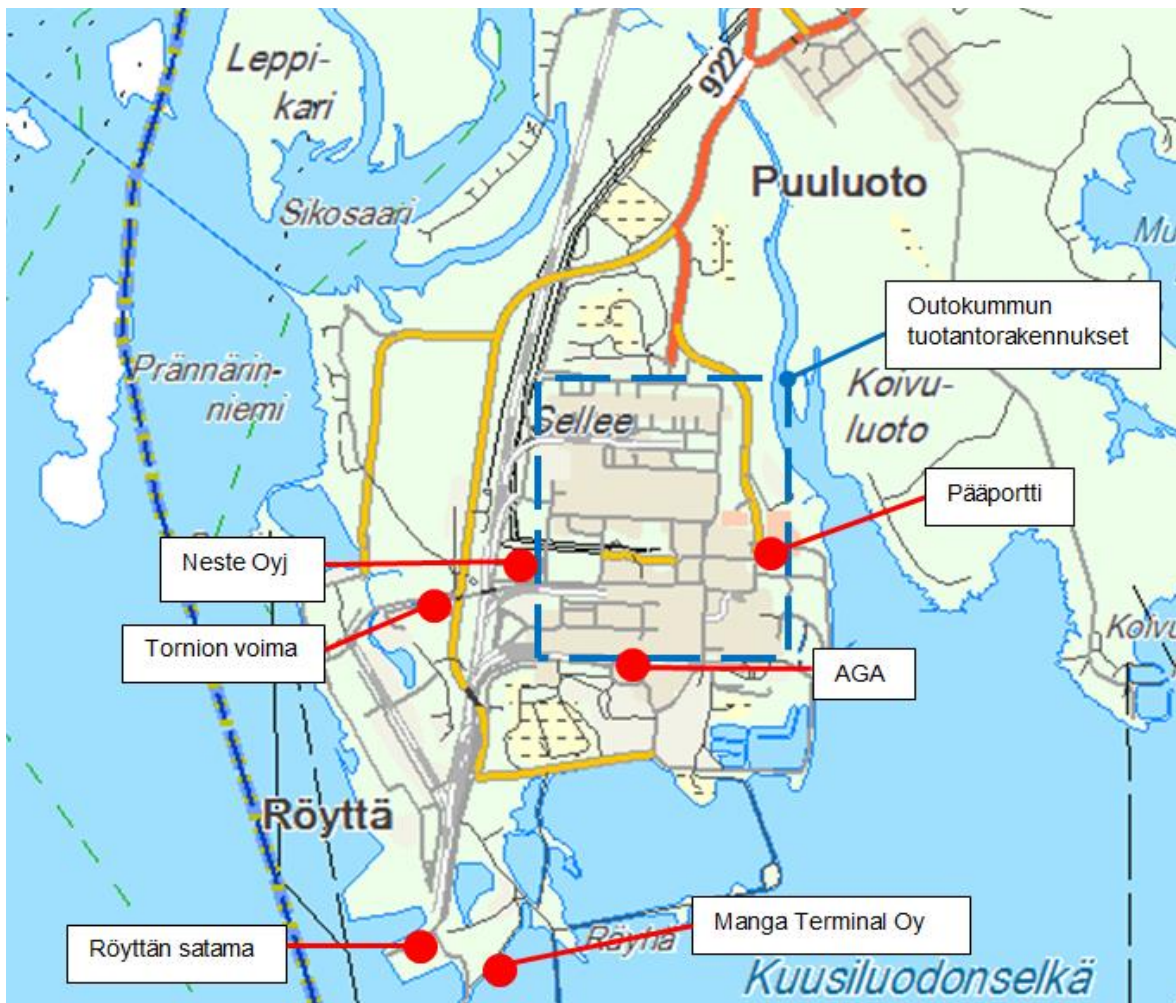 Leppi-
kari
922
Puuluoto
Sikosaari
Mu
Outokummun
tuotantorakennukset
Prännärin-
niemi
Sellee
Koivu-
luoto
Pääportti
Neste Oyj
Tornion voima
Koivu
AGA
Röyttä
Manga Terminal Oy
Röyttän satama
Röyhä
Kuusiluodonselkä